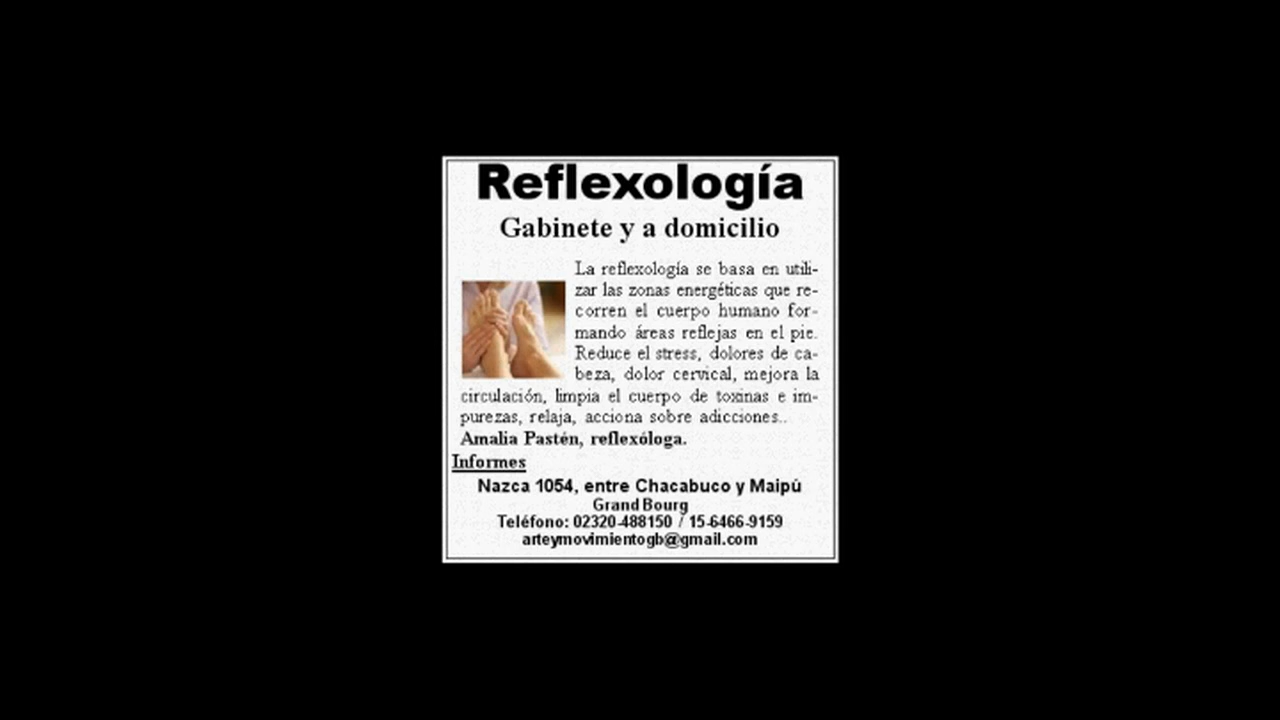 Reflexología
Gabinete y a domicilio
La reflexología se basa en utili-
zar las zonas energéticas que re-
corren el cuerpo humano for-
mando áreas reflejas en el pie.
Reduce el stress, dolores de ca-
beza, dolor cervical, mejora la
circulación, limpia el cuerpo de toxinas e im-
purezas, relaja, acciona sobre adicciones..
Amalia Pastén, reflexóloga.
Informes
Nazca 1054, entre Chacabuco y Maipú
Grand Bourg
Teléfono: 02320-488150 / 15-6466-9159
arteymovimientogb@gmail.com